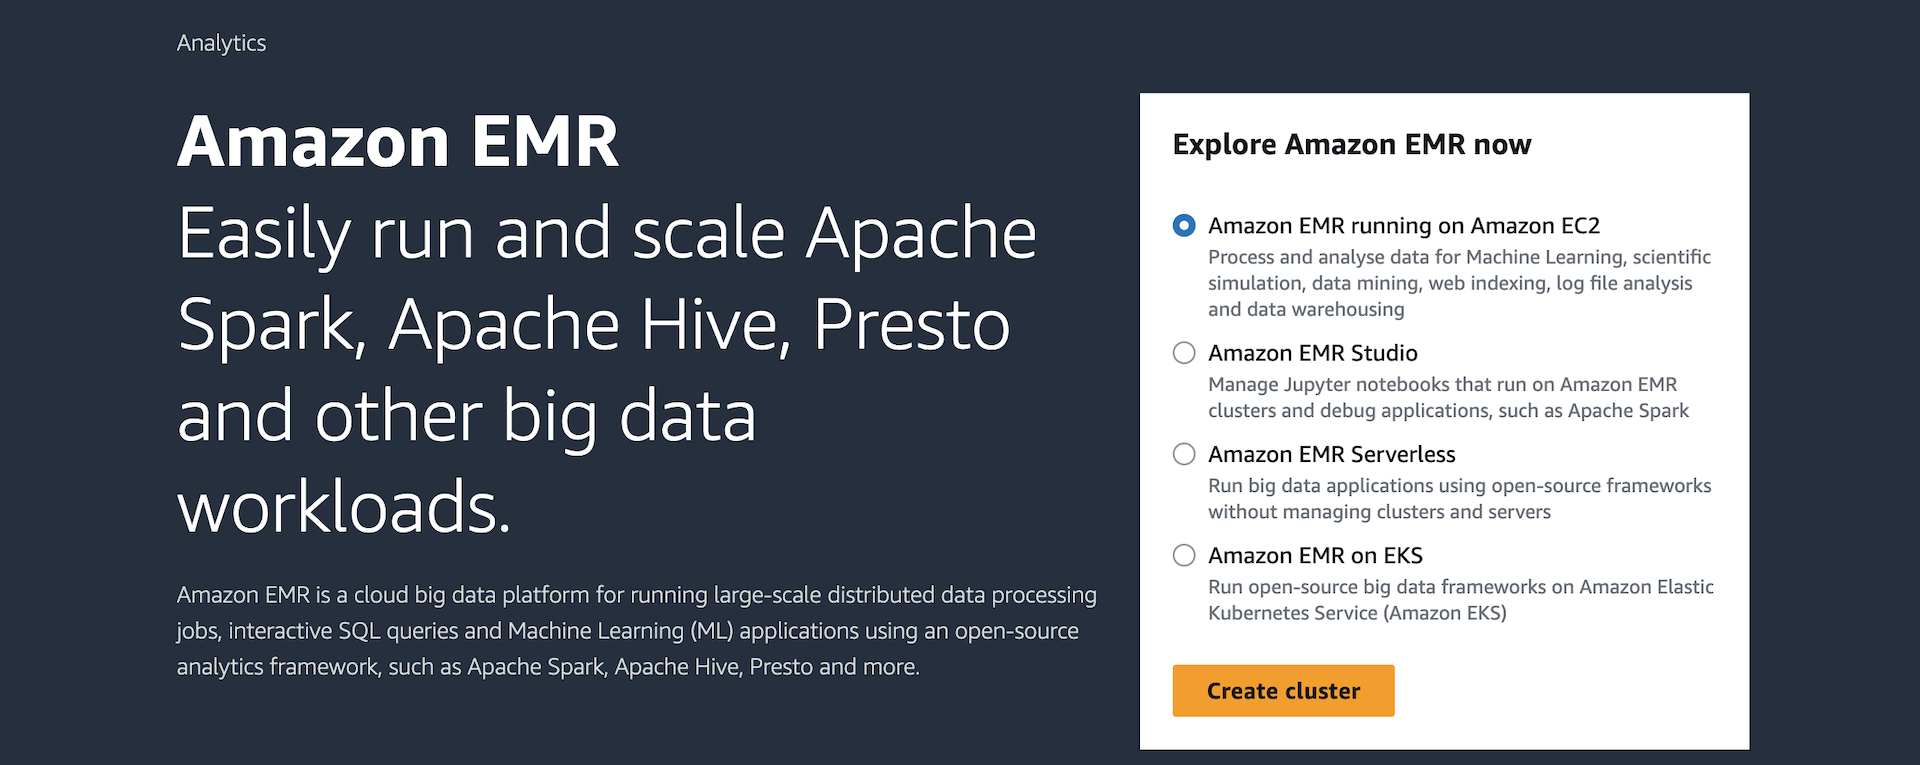 Analytics
Amazon EMR
Easily run and scale Apache
Spark, Apache Hive, Presto
and other big data
workloads.
Amazon EMR is a cloud big data platform for running large-scale distributed data processing
jobs, interactive SQL queries and Machine Learning (ML) applications using an open-source
analytics framework, such as Apache Spark, Apache Hive, Presto and more.
Explore Amazon EMR now
Amazon EMR running on Amazon EC2
Process and analyse data for Machine Learning, scientific
simulation, data mining, web indexing, log file analysis
and data warehousing
Amazon EMR Studio
Manage Jupyter notebooks that run on Amazon EMR
clusters and debug applications, such as Apache Spark
Amazon EMR Serverless
Run big data applications using open-source frameworks
without managing clusters and servers
Amazon EMR on EKS
Run open-source big data frameworks on Amazon Elastic
Kubernetes Service (Amazon EKS)
Create cluster